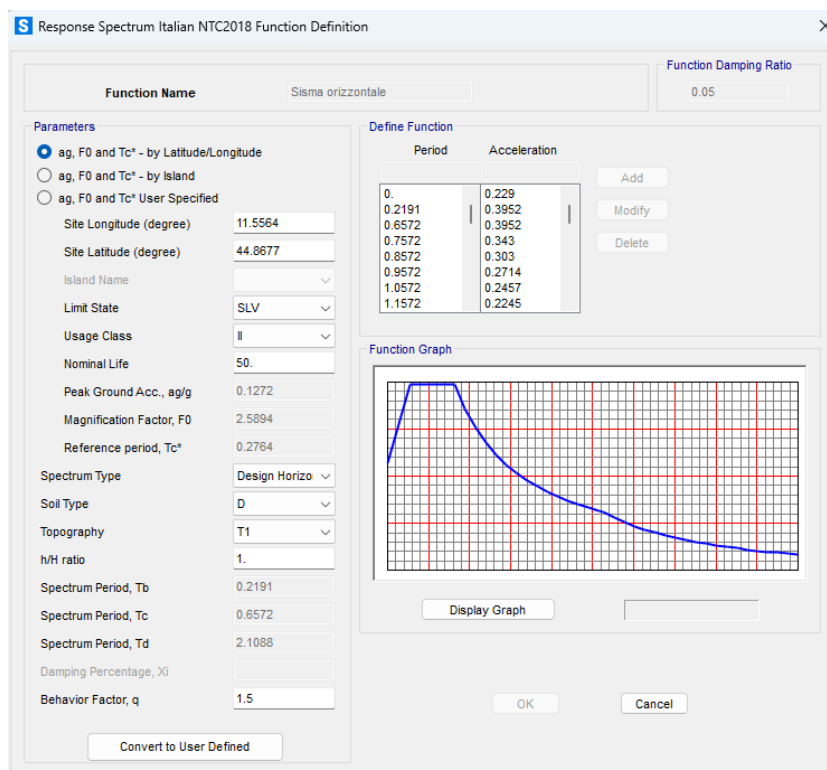 S Response Spectrum Italian NTC2018 Function Definition
Function Name Sisma orizzontale
Function Damping Ratio
0.05
Parameters
ag, F0 and Tc* - by Latitude/Longitude
ag, F0 and Tc* - by Island
ag, F0 and Tc* User Specified
Site Longitude (degree) 11.5564
Site Latitude (degree) 44.8677
Island Name
Limit State SLV
Usage Class II
Nominal Life 50.
Peak Ground Acc., ag/g 0.1272
Magnification Factor, F0 2.5894
Reference period, Tc* 0.2764
Spectrum Type Design Horizo
Soil Type D
Topography T1
h/H ratio 1.
Spectrum Period, Tb 0.2191
Spectrum Period, Tc 0.6572
Spectrum Period, Td 2.1088
Damping Percentage, Xi
Behavior Factor, q 1.5
Convert to User Defined
Define Function
Period Acceleration
0. 0.229
0.2191 0.3952
0.6572 0.3952
0.7572 0.343
0.8572 0.303
0.9572 0.2714
1.0572 0.2457
1.1572 0.2245
Add
Modify
Delete
Function Graph
Display Graph
OK Cancel